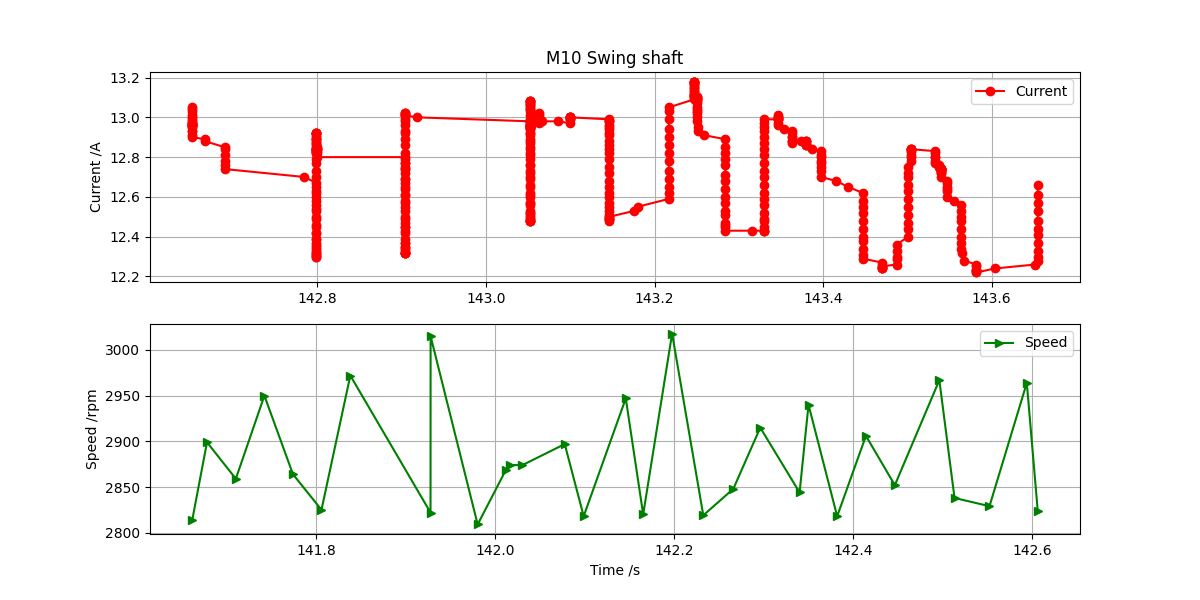 M10 Swing shaft
13.2
13.0
12.8
12.6
12.4
12.2
Current /A
Current
142.8 143.0 143.2 143.4 143.6
3000
2950
2900
2850
2800
Speed /rpm
Speed
141.8 142.0 142.2 142.4 142.6
Time /s